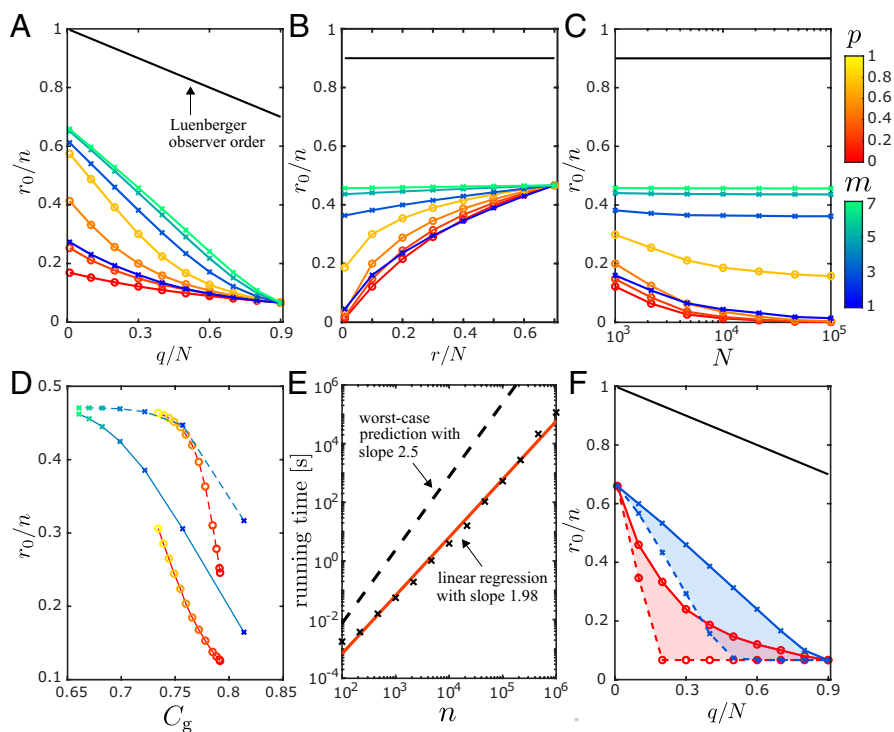 A
1
0.8
0.6
0.4
0.2
0
r₀/n
Luenberger
observer order
0 0.3 0.6 0.9
q/N
B
1
0.8
0.6
0.4
0.2
0
r₀/n
0 0.2 0.4 0.6
r/N
C
1
0.8
0.6
0.4
0.2
0
r₀/n
10³ 10⁴ 10⁵
N
p
1
0.8
0.6
0.4
0.2
0
m
7
5
3
1
D
0.5
0.4
0.3
0.2
0.1
r₀/n
0.65 0.7 0.75 0.8 0.85
C_g
E
10⁶
10⁴
10²
10⁰
10⁻²
10⁻⁴
running time [s]
worst-case
prediction with
slope 2.5
linear regression
with slope 1.98
10² 10³ 10⁴ 10⁵ 10⁶
n
F
1
0.8
0.6
0.4
0.2
0
r₀/n
0 0.3 0.6 0.9
q/N